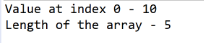 Value at index 0 - 10
Length of the array - 5